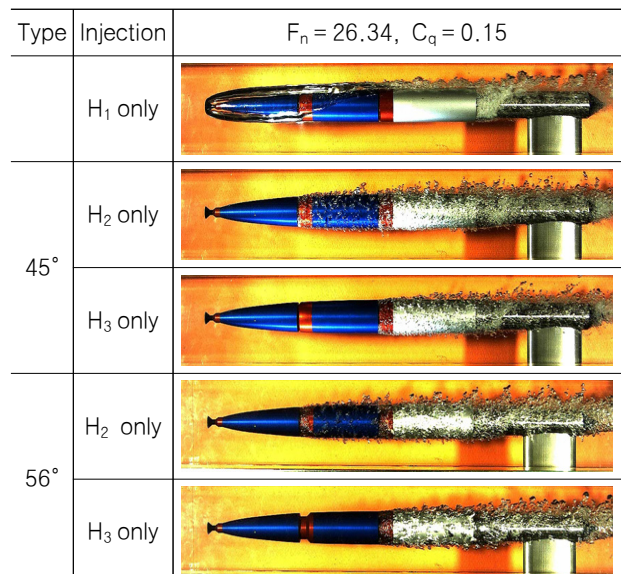 Type Injection Fₙ = 26.34, C_q = 0.15
H₁ only
45°
H₂ only
H₃ only
56°
H₂ only
H₃ only